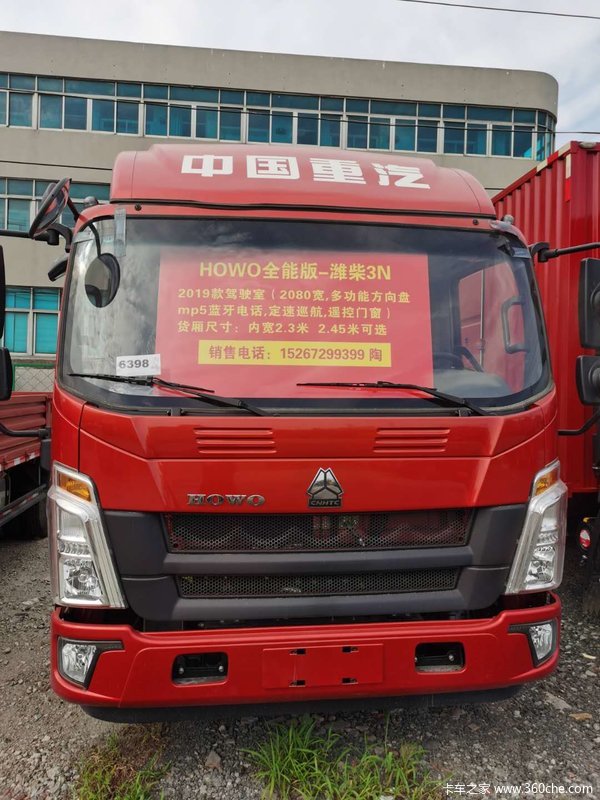 中国重汽
HOWO全能版-潍柴3N
2019款驾驶室(2080宽,多功能方向盘
mp5蓝牙电话,定速巡航,遥控门窗)
货厢尺寸：内宽2.3米 2.45米可选
销售电话：15267299399 陶
6398
HOWO
CNHTC
卡车之家 www.360che.com